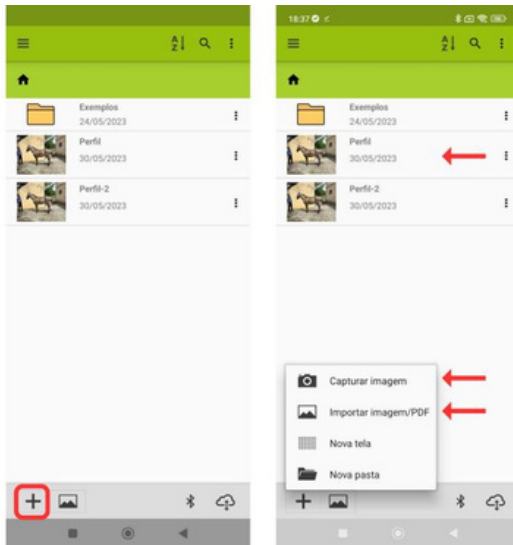 A
Z
Exemplos
24/05/2023
Perfil
30/05/2023
Perfil-2
30/05/2023
18:37
A
Z
Exemplos
24/05/2023
Perfil
30/05/2023
Perfil-2
30/05/2023
Capturar imagem
Importar imagem/PDF
Nova tela
Nova pasta